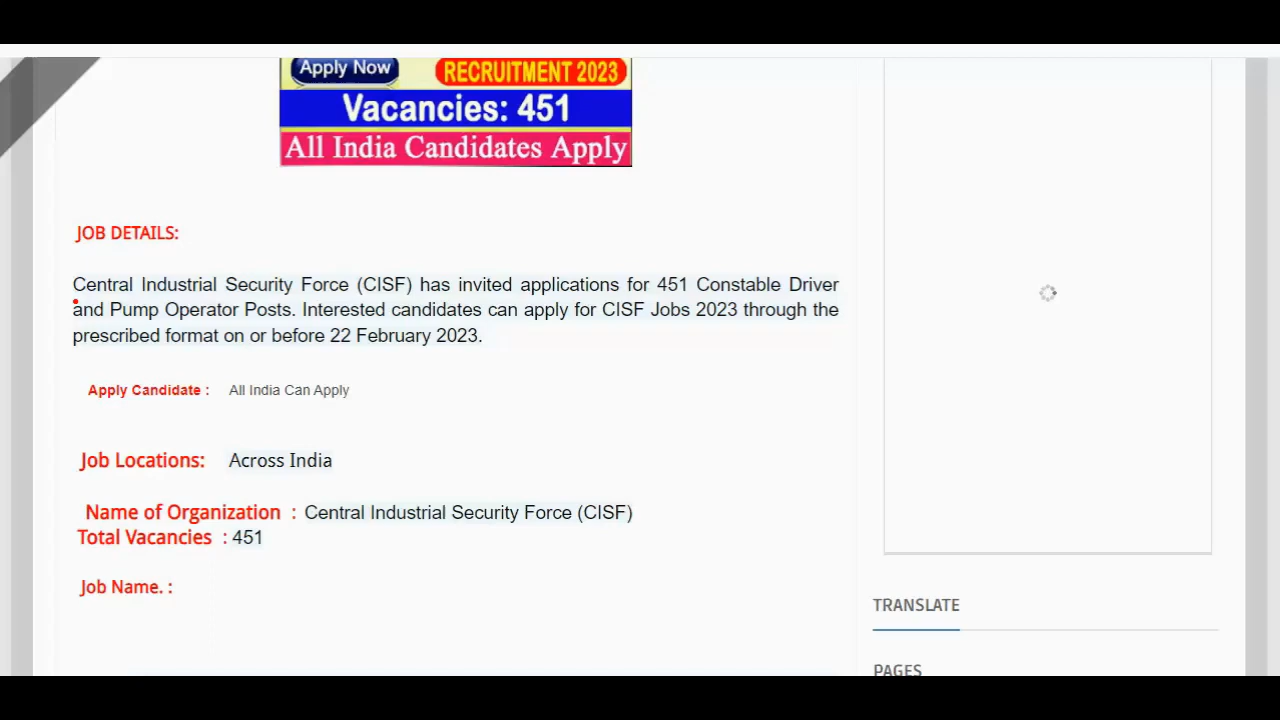 Apply Now
RECRUITMENT 2023
Vacancies: 451
All India Candidates Apply
JOB DETAILS:
Central Industrial Security Force (CISF) has invited applications for 451 Constable Driver
and Pump Operator Posts. Interested candidates can apply for CISF Jobs 2023 through the
prescribed format on or before 22 February 2023.
Apply Candidate : All India Can Apply
Job Locations: Across India
Name of Organization : Central Industrial Security Force (CISF)
Total Vacancies : 451
Job Name. :
TRANSLATE
PAGES